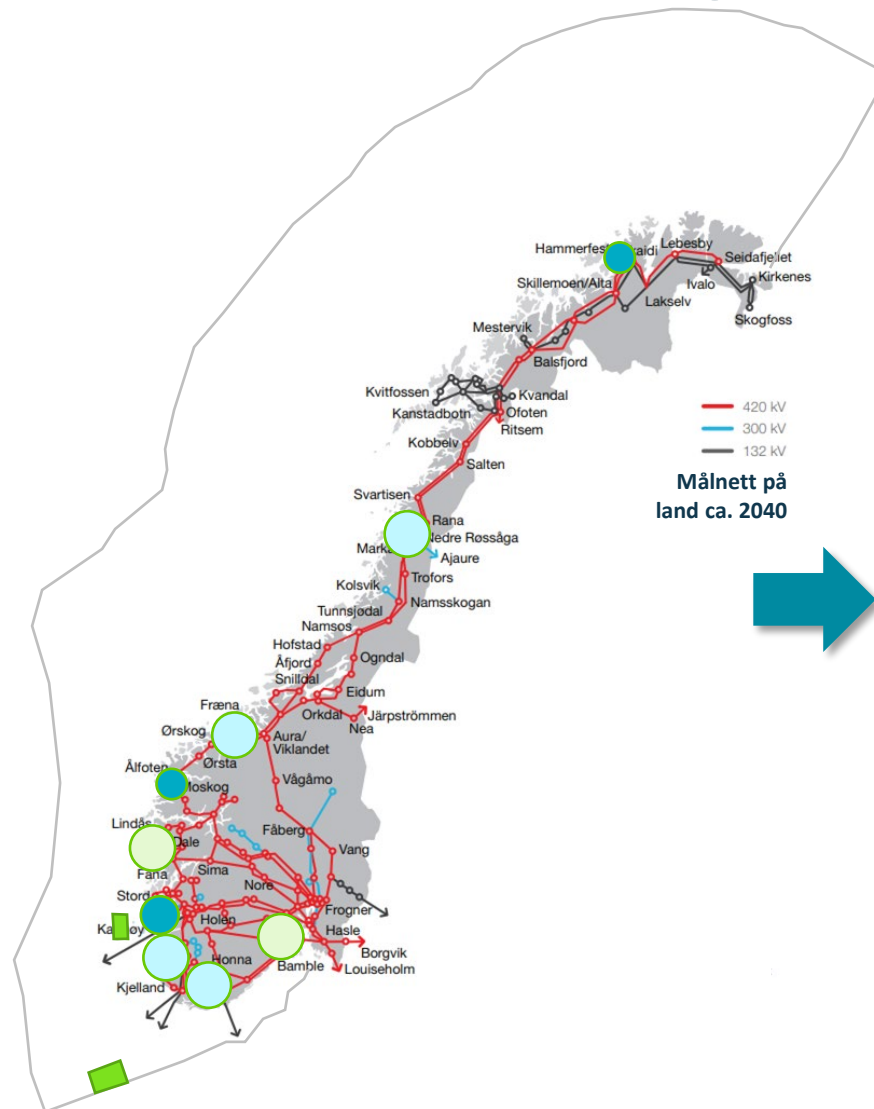 Hammerfest
aidi
Lebesby
Seidafjellet
Kirkenes
Ivalo
Skillemoen/Alta
Lakselv
Skogfoss
Mestervik
Balsfjord
Kvitfossen
Kvandal
Kanstadbotn
Ofoten
Ritsem
420 kV
300 kV
132 kV
Kobbelv
Salten
Målnett på
land ca. 2040
Svartisen
Rana
Nedre Røssåga
Marka
Ajaure
Trofors
Kolsvik
Namsskogan
Tunnsjødal
Namsos
Hofstad
Ogndal
Åfjord
Snilldal
Eidum
Fræna
Orkdal
Järpströmmen
Nea
Ørskog
Aura/
Viklandet
Ørsta
Ålfoten
Moskog
Vågåmo
Lindås
Fåberg
Dale
Vang
Fana
Sima
Nore
Stord
Frogner
Holen
Hasle
Borgvik
Honna
Bamble
Louiseholm
Kjelland